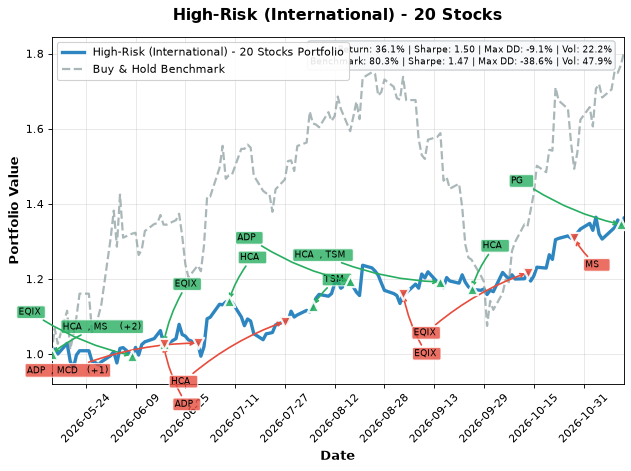 High-Risk (International) - 20 Stocks
High-Risk (International) - 20 Stocks Portfolio
Buy & Hold Benchmark
36.1% | Sharpe: 1.50 | Max DD: -9.1% | Vol: 22.2%
80.3% | Sharpe: 1.47 | Max DD: -38.6% | Vol: 47.9%
Portfolio Value
1.8
1.6
1.4
1.2
1.0
PG
ADP
HCA
HCA , TSM
HCA
MS
TSM
EQIX
EQIX
HCA , MS (+2)
EQIX
EQIX
ADP , MCD (+1)
HCA
ADP
2026-05-24
2026-06-09
2026-07-11
2026-07-27
2026-08-12
2026-08-28
2026-09-13
2026-09-29
2026-10-15
2026-10-31
Date